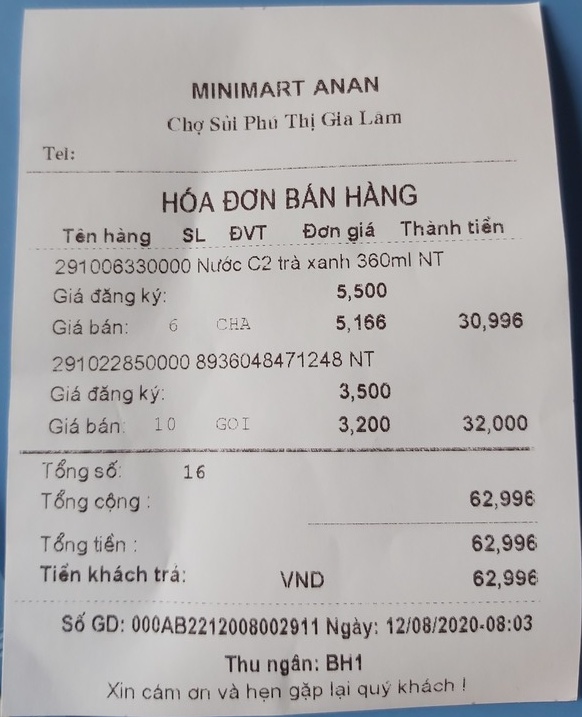 MINIMART ANAN
Chợ Sủi Phú Thị Gia Lâm
Tel:
HÓA ĐƠN BÁN HÀNG
Tên hàng SL ĐVT Đơn giá Thành tiền
291006330000 Nước C2 trà xanh 360ml NT
Giá đăng ký: 5,500
Giá bán: 6 CHA 5,166 30,996
291022850000 8936048471248 NT
Giá đăng ký: 3,500
Giá bán: 10 GOI 3,200 32,000
Tổng số: 16
Tổng cộng : 62,996
Tổng tiền : 62,996
Tiền khách trả: VND 62,996
Số GD: 000AB2212008002911 Ngày: 12/08/2020-08:03
Thu ngân: BH1
Xin cám ơn và hẹn gặp lại quý khách !